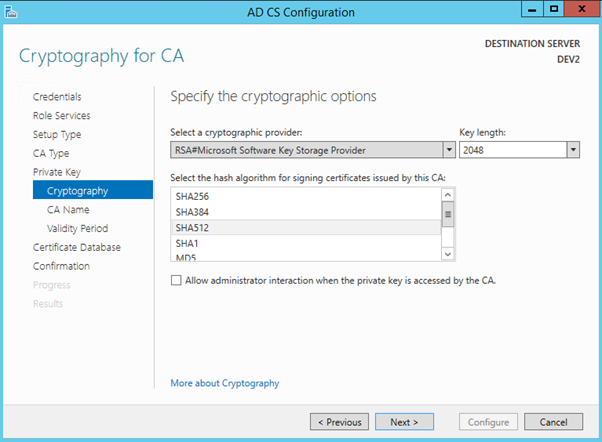 AD CS Configuration
Cryptography for CA
DESTINATION SERVER
DEV2
Credentials
Role Services
Setup Type
CA Type
Private Key
Cryptography
CA Name
Validity Period
Certificate Database
Confirmation
Progress
Results
Specify the cryptographic options
Select a cryptographic provider:
Key length:
RSA#Microsoft Software Key Storage Provider
2048
Select the hash algorithm for signing certificates issued by this CA:
SHA256
SHA384
SHA512
SHA1
MD5
Allow administrator interaction when the private key is accessed by the CA.
More about Cryptography
< Previous
Next >
Configure
Cancel